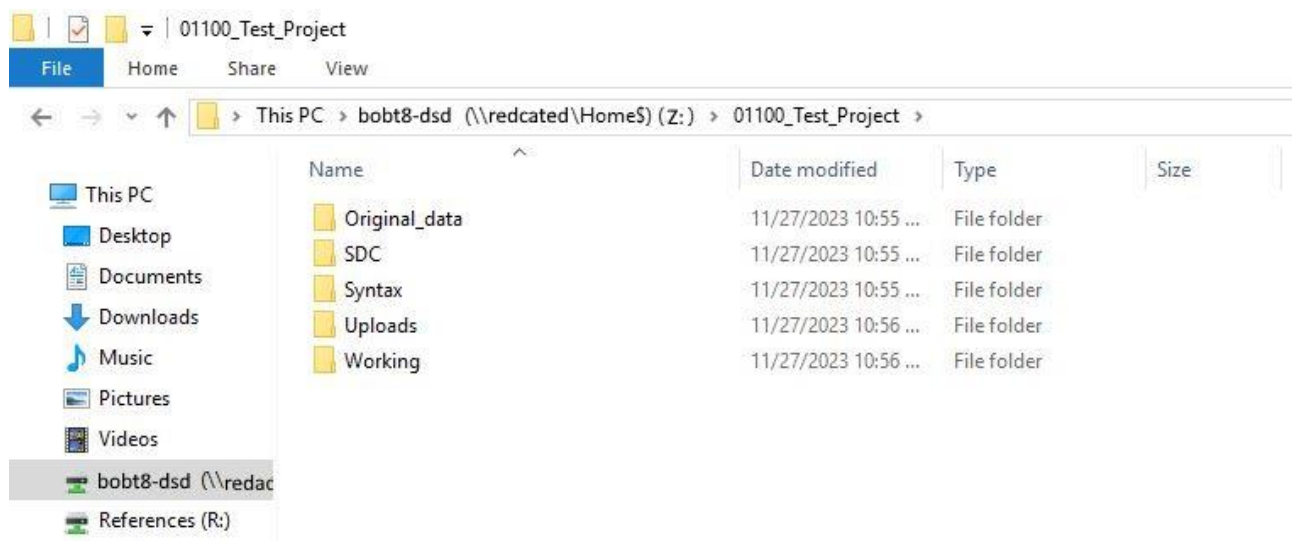 01100_Test_Project
File Home Share View
This PC > bobt8-dsd (\\redcated\Home$) (Z:) > 01100_Test_Project >
Name Date modified Type Size
This PC
Desktop
Documents
Downloads
Music
Pictures
Videos
bobt8-dsd (\\redac
References (R:)
Original_data 11/27/2023 10:55 ... File folder
SDC 11/27/2023 10:55 ... File folder
Syntax 11/27/2023 10:55 ... File folder
Uploads 11/27/2023 10:56 ... File folder
Working 11/27/2023 10:56 ... File folder